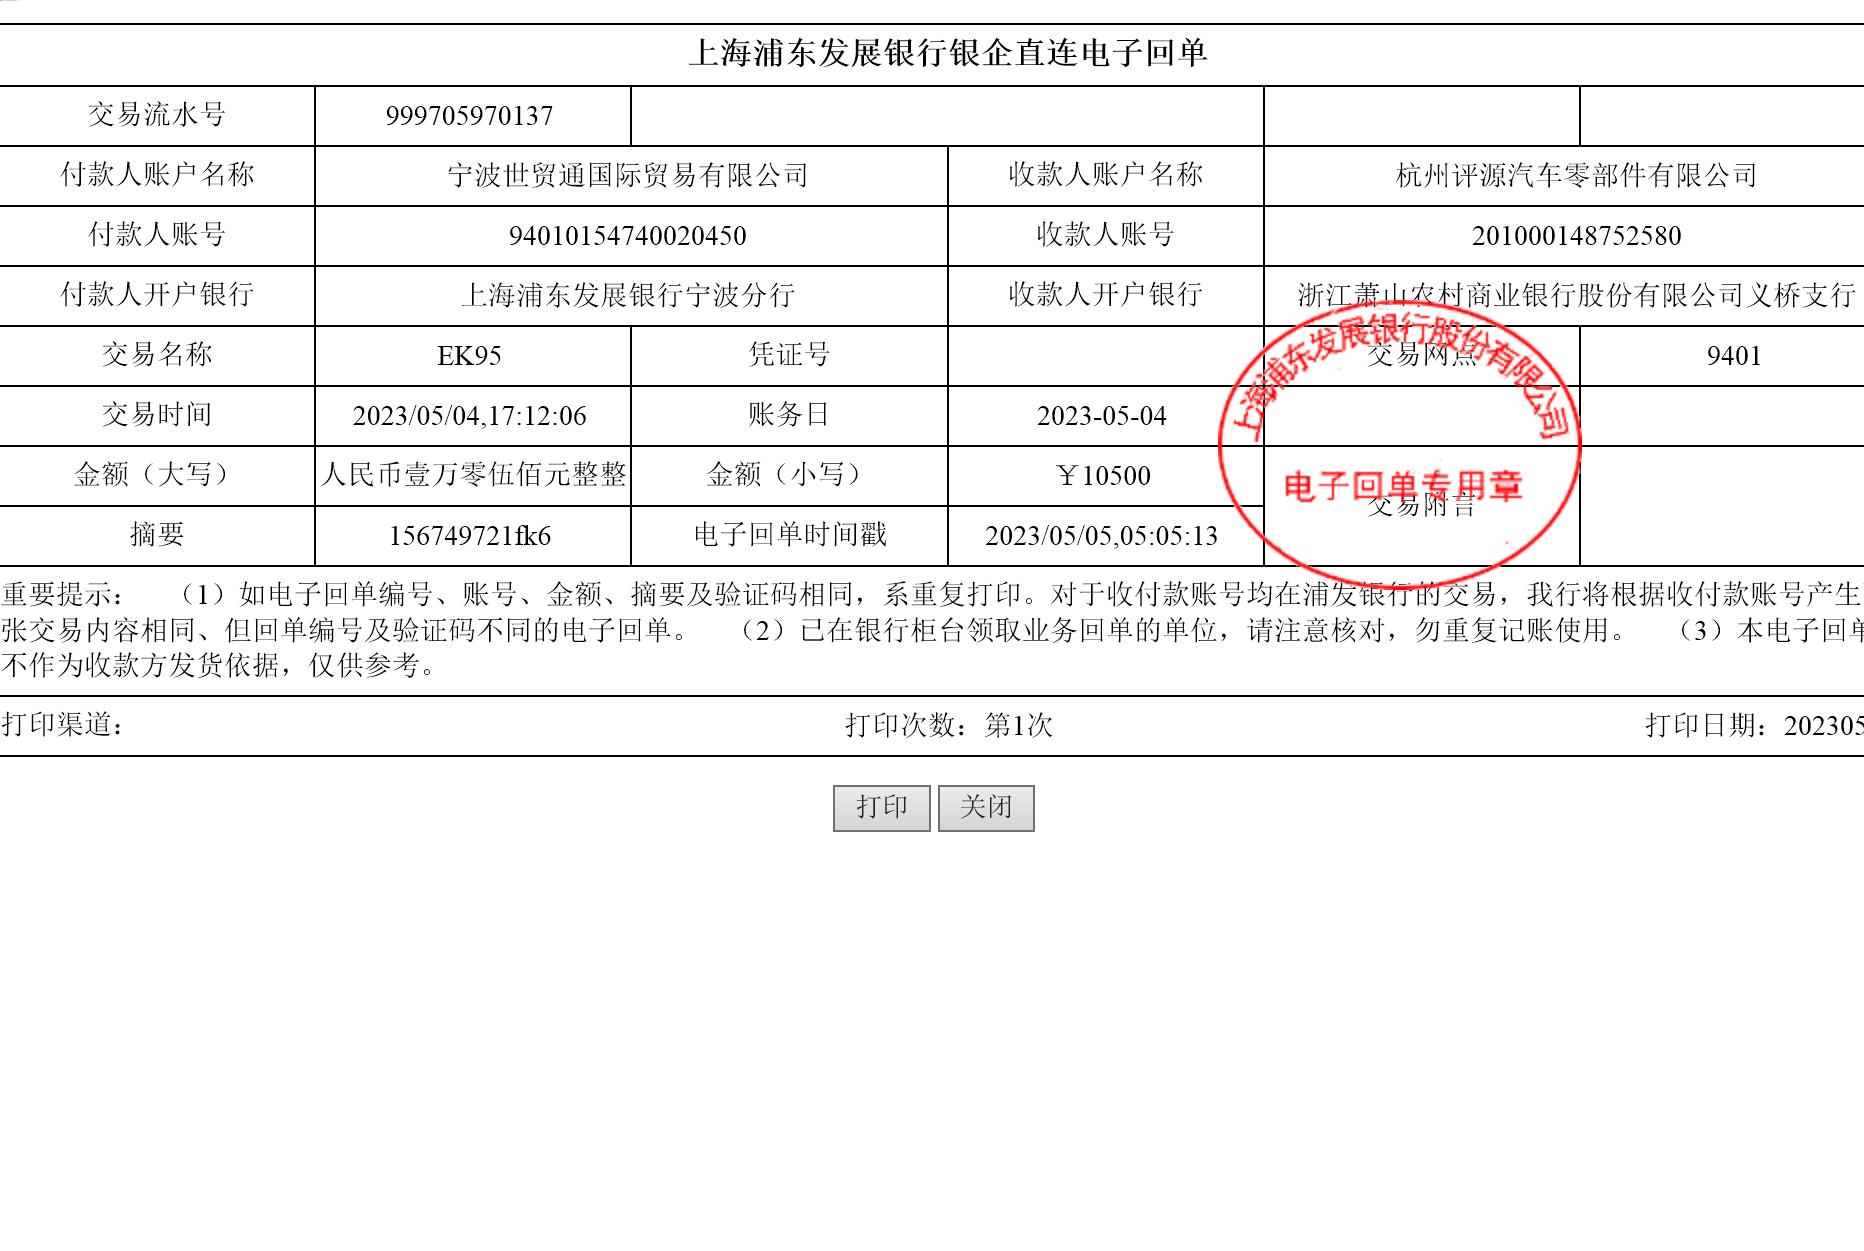 上海浦东发展银行银企直连电子回单
交易流水号 999705970137
付款人账户名称 宁波世贸通国际贸易有限公司 收款人账户名称 杭州评源汽车零部件有限公司
付款人账号 94010154740020450 收款人账号 201000148752580
付款人开户银行 上海浦东发展银行宁波分行 收款人开户银行 浙江萧山农村商业银行股份有限公司义桥支行
交易名称 EK95 凭证号 交易网点 9401
交易时间 2023/05/04,17:12:06 账务日 2023-05-04
金额（大写） 人民币壹万零伍佰元整整 金额（小写） ￥10500
摘要 156749721fk6 电子回单时间戳 2023/05/05,05:05:13 交易附言
上海浦东发展银行股份有限公司
电子回单专用章
重要提示： （1）如电子回单编号、账号、金额、摘要及验证码相同，系重复打印。对于收付款账号均在浦发银行的交易，我行将根据收付款账号产生
张交易内容相同、但回单编号及验证码不同的电子回单。 （2）已在银行柜台领取业务回单的单位，请注意核对，勿重复记账使用。 （3）本电子回单
不作为收款方发货依据，仅供参考。
打印渠道： 打印次数：第1次 打印日期：202305
打印 关闭